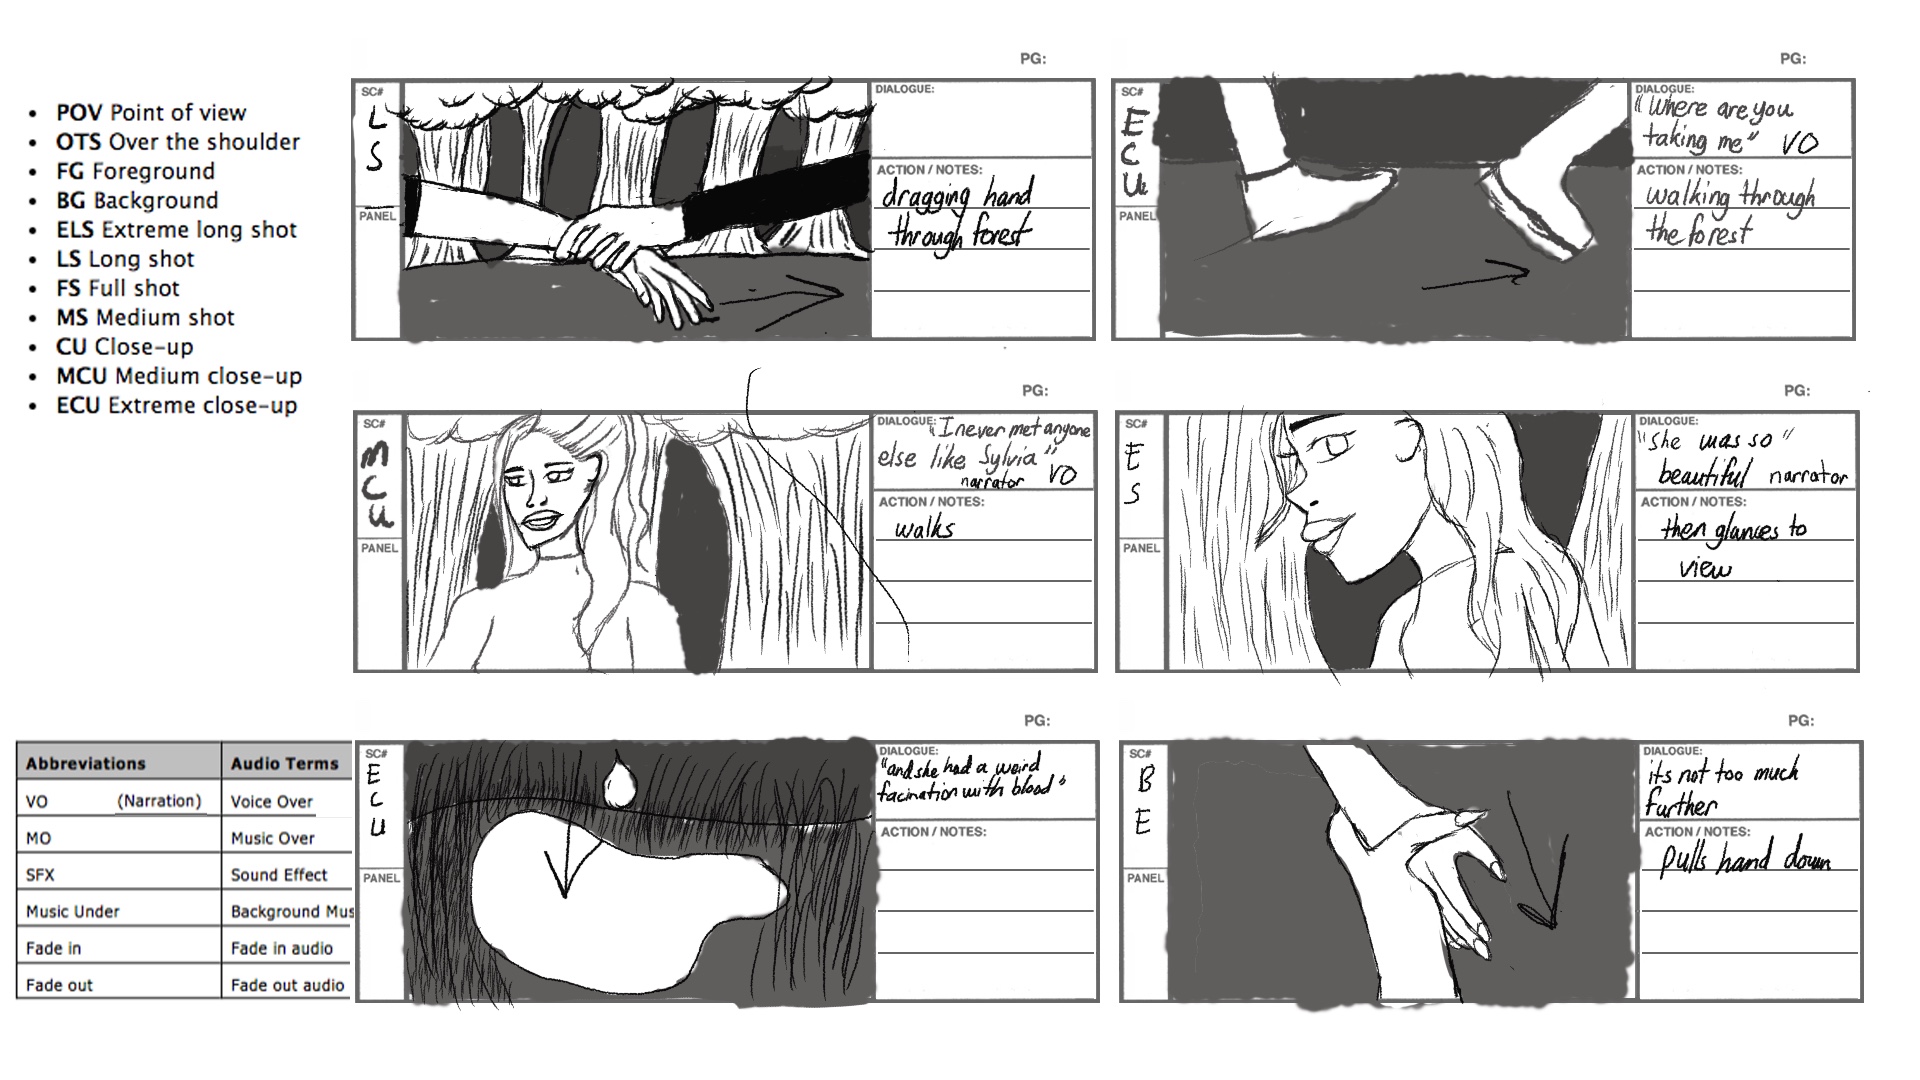 • POV Point of view
• OTS Over the shoulder
• FG Foreground
• BG Background
• ELS Extreme long shot
• LS Long shot
• FS Full shot
• MS Medium shot
• CU Close-up
• MCU Medium close-up
• ECU Extreme close-up
PG:
SC#
L
S
PANEL
DIALOGUE:
ACTION / NOTES:
dragging hand
through forest
PG:
SC#
E
C
U
PANEL
DIALOGUE:
"Where are you
taking me" VO
ACTION / NOTES:
walking through
the forest
PG:
SC#
M
C
U
PANEL
DIALOGUE: "I never met anyone
else like Sylvia"
narrator VO
ACTION / NOTES:
walks
PG:
SC#
E
S
PANEL
DIALOGUE:
"she was so"
beautiful narrator
ACTION / NOTES:
then glances to
view
Abbreviations Audio Terms
VO (Narration) Voice Over
MO Music Over
SFX Sound Effect
Music Under Background Mus
Fade in Fade in audio
Fade out Fade out audio
PG:
SC#
E
C
U
PANEL
DIALOGUE:
"and she had a weird
facination with blood"
ACTION / NOTES:
PG:
SC#
B
E
PANEL
DIALOGUE:
its not too much
further
ACTION / NOTES:
pulls hand down